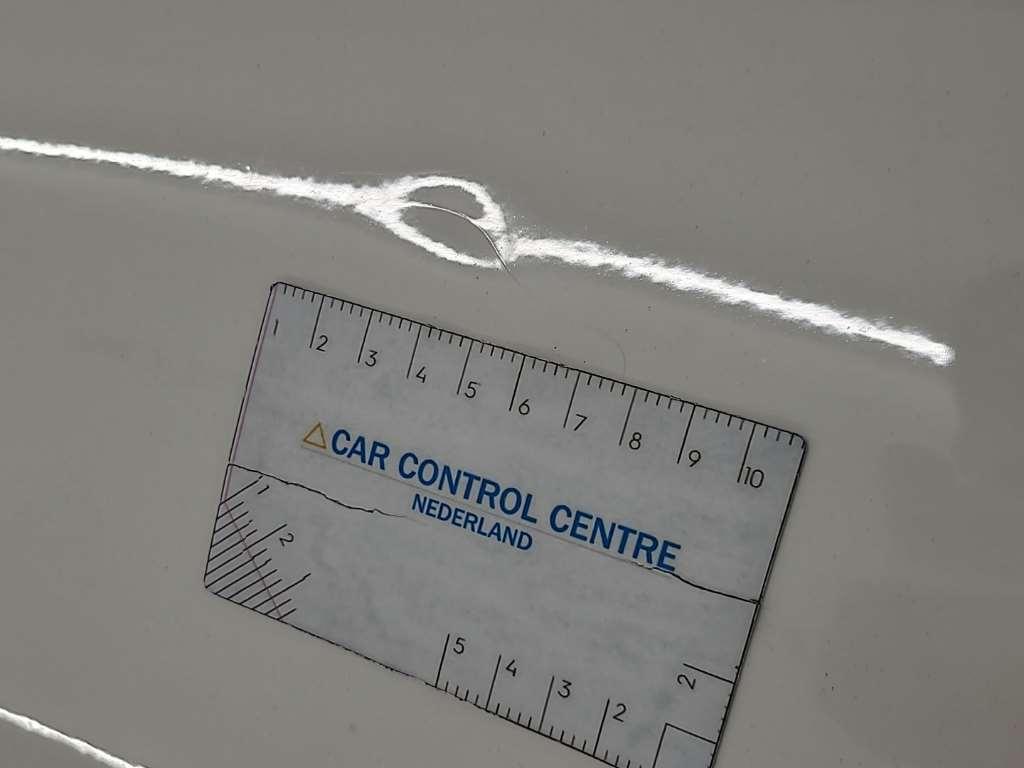 1 2 3 4 5 6 7 8 9 10
CAR CONTROL CENTRE
NEDERLAND
1
2
5 4 3 2
2